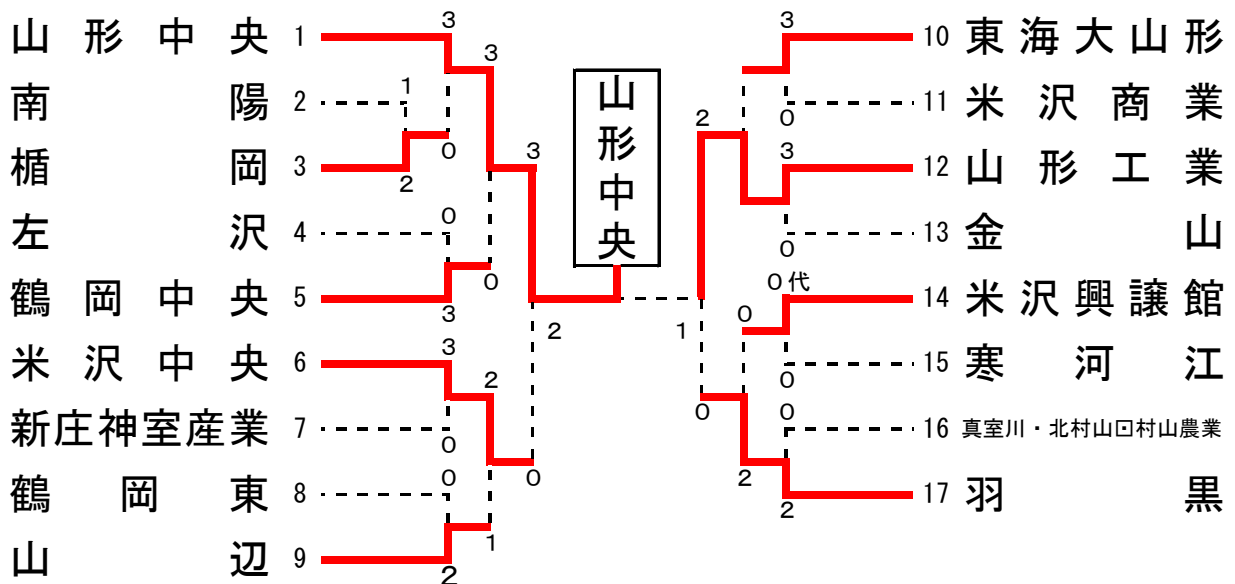 山形中央 1
南陽 2
楯岡 3
左沢 4
鶴岡中央 5
米沢中央 6
新庄神室産業 7
鶴岡東 8
山辺 9
3
1
2
0
3
0
3
0
3
3
0
0
2
2
1
0
2
山形中央
1
2
0
3
0
3
0
0代
0
0
0
2
2
10 東海大山形
11 米沢商業
12 山形工業
13 金山
14 米沢興譲館
15 寒河江
16 真室川・北村山⊡村山農業
17 羽黒